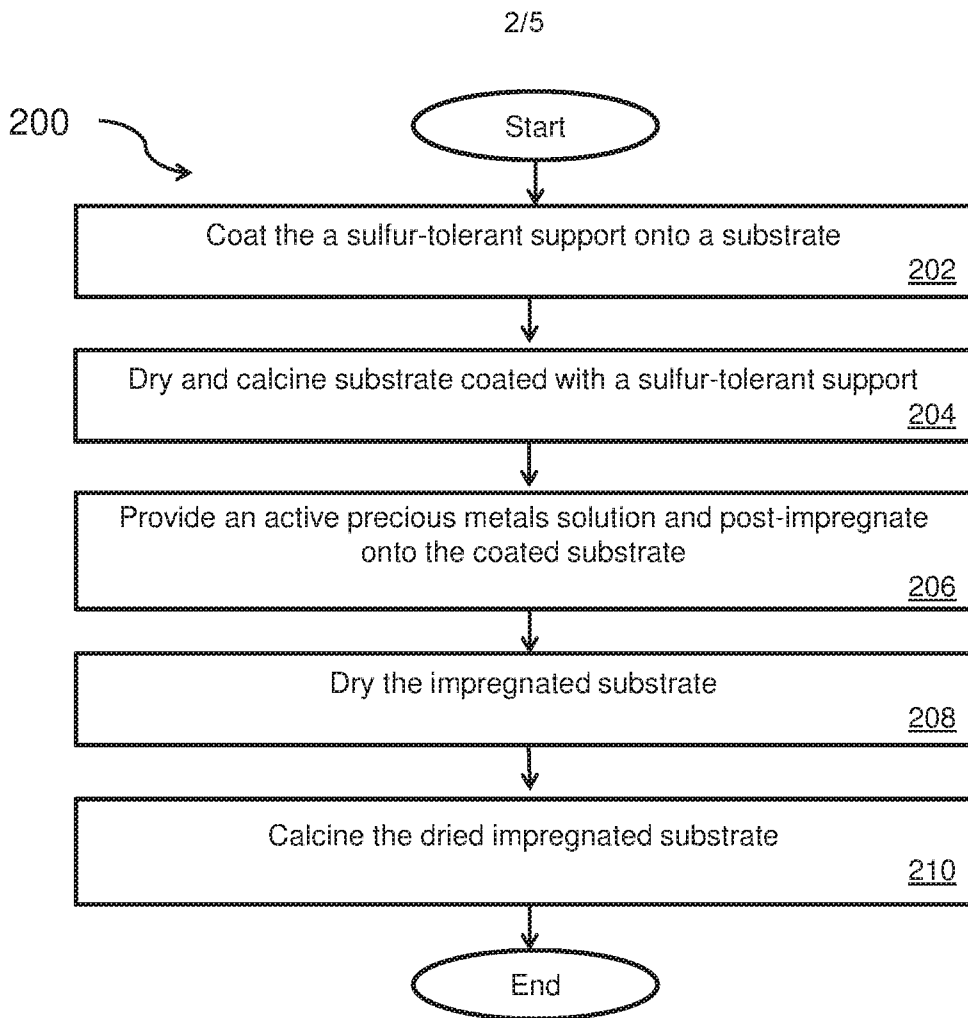 2/5
200
Start
Coat the a sulfur-tolerant support onto a substrate
202
Dry and calcine substrate coated with a sulfur-tolerant support
204
Provide an active precious metals solution and post-impregnate
onto the coated substrate
206
Dry the impregnated substrate
208
Calcine the dried impregnated substrate
210
End